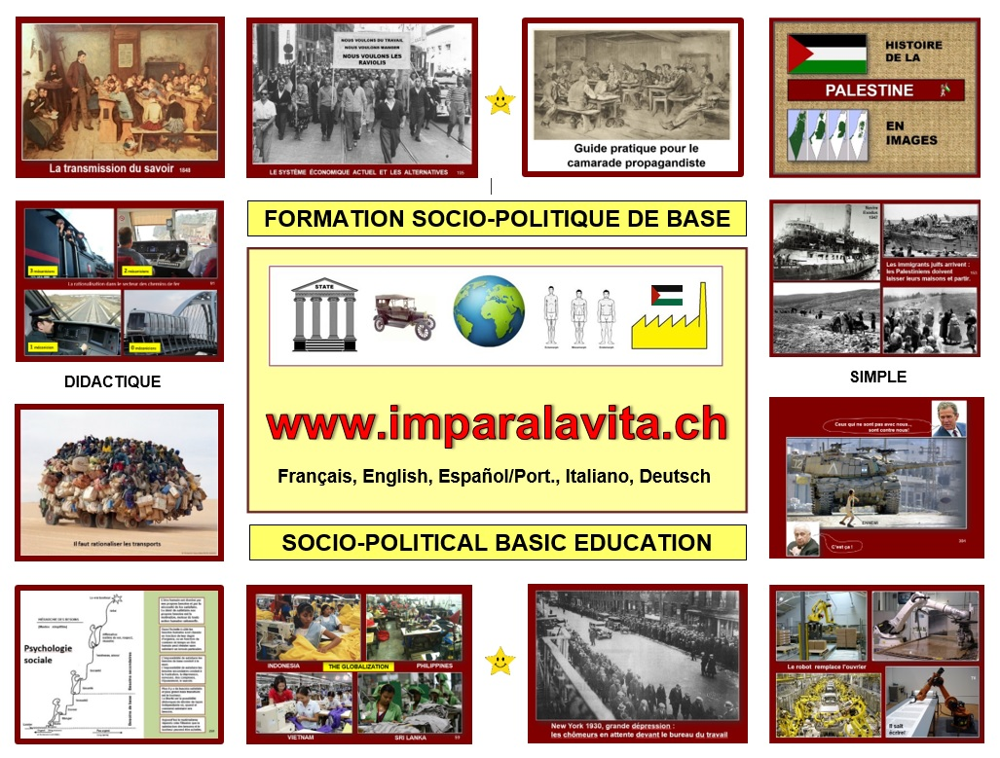 La transmission du savoir 1848
NOUS VOULONS DU TRAVAIL
NOUS VOULONS MANGER
NOUS VOULONS LES
RAVIOLIS
LE SYSTÈME ÉCONOMIQUE ACTUEL ET LES ALTERNATIVES
Guide pratique pour le
camarade propagandiste
HISTOIRE
DE LA
PALESTINE
EN
IMAGES
FORMATION SOCIO-POLITIQUE DE BASE
3 mécaniciens
2 mécaniciens
La rationalisation dans le secteur des chemins de fer
1 mécanicien
0 mécaniciens
STATE
Navire
Exodus
1947
Les immigrants juifs arrivent :
les Palestiniens doivent
laisser leurs maisons et partir.
DIDACTIQUE
SIMPLE
www.imparalavita.ch
Français, English, Español/Port., Italiano, Deutsch
Il faut rationaliser les transports
Ceux qui ne sont pas avec nous..,
sont contre nous!
C'est ça !
SOCIO-POLITICAL BASIC EDUCATION
Psychologie
sociale
INDONESIA
THE GLOBALIZATION
PHILIPPINES
VIETNAM
SRI LANKA
New York 1930, grande dépression :
les chômeurs en attente devant le bureau du travail
Le robot remplace l'ouvrier
Il sait
écrire!